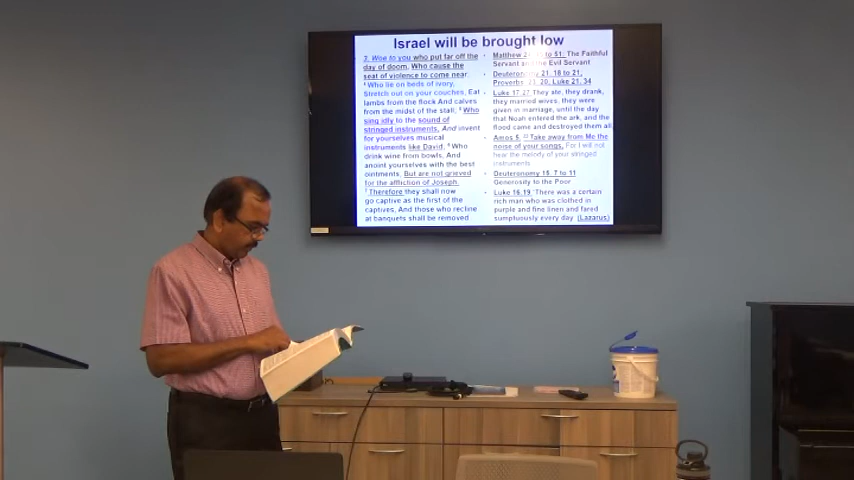 Israel will be brought low
3. Woe to you who put far off the
day of doom, Who cause the
seat of violence to come near.
4 Who lie on beds of ivory,
Stretch out on your couches, Eat
lambs from the flock And calves
from the midst of the stall; 5 Who
sing idly to the sound of
stringed instruments, And invent
for yourselves musical
instruments like David; 6 Who
drink wine from bowls, And
anoint yourselves with the best
ointments, But are not grieved
for the affliction of Joseph.
7 Therefore they shall now
go captive as the first of the
captives, And those who recline
at banquets shall be removed
• Matthew to 51: The Faithful
Servant and the Evil Servant
• Deuteronomy 21, 18 to 21,
Proverbs 20, Luke 21, 34
• Luke 17,27 They ate, they drank,
they married wives, they were
given in marriage, until the day
that Noah entered the ark, and the
flood came and destroyed them all
• Amos 5, 23 Take away from Me the
noise of your songs, For I will not
hear the melody of your stringed
instruments
• Deuteronomy 15, 7 to 11
Generosity to the Poor
• Luke 16,19 'There was a certain
rich man who was clothed in
purple and fine linen and fared
sumptuously every day (Lazarus)